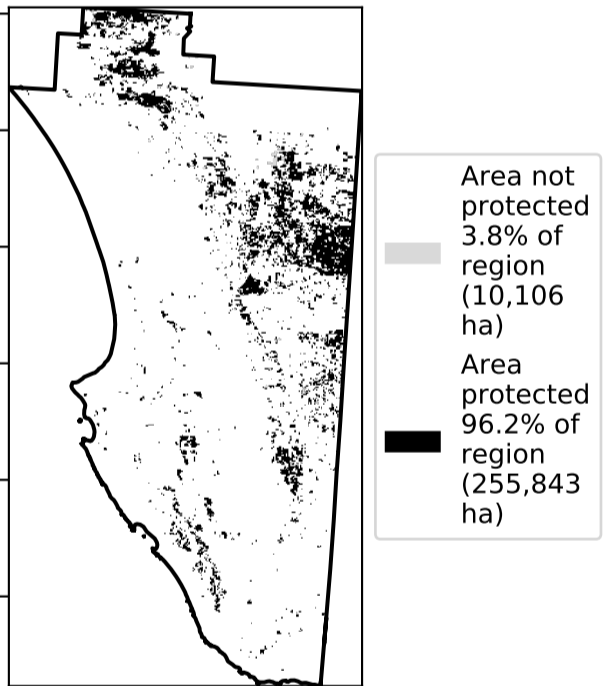 Area not
protected
3.8% of
region
(10,106
ha)
Area
protected
96.2% of
region
(255,843
ha)